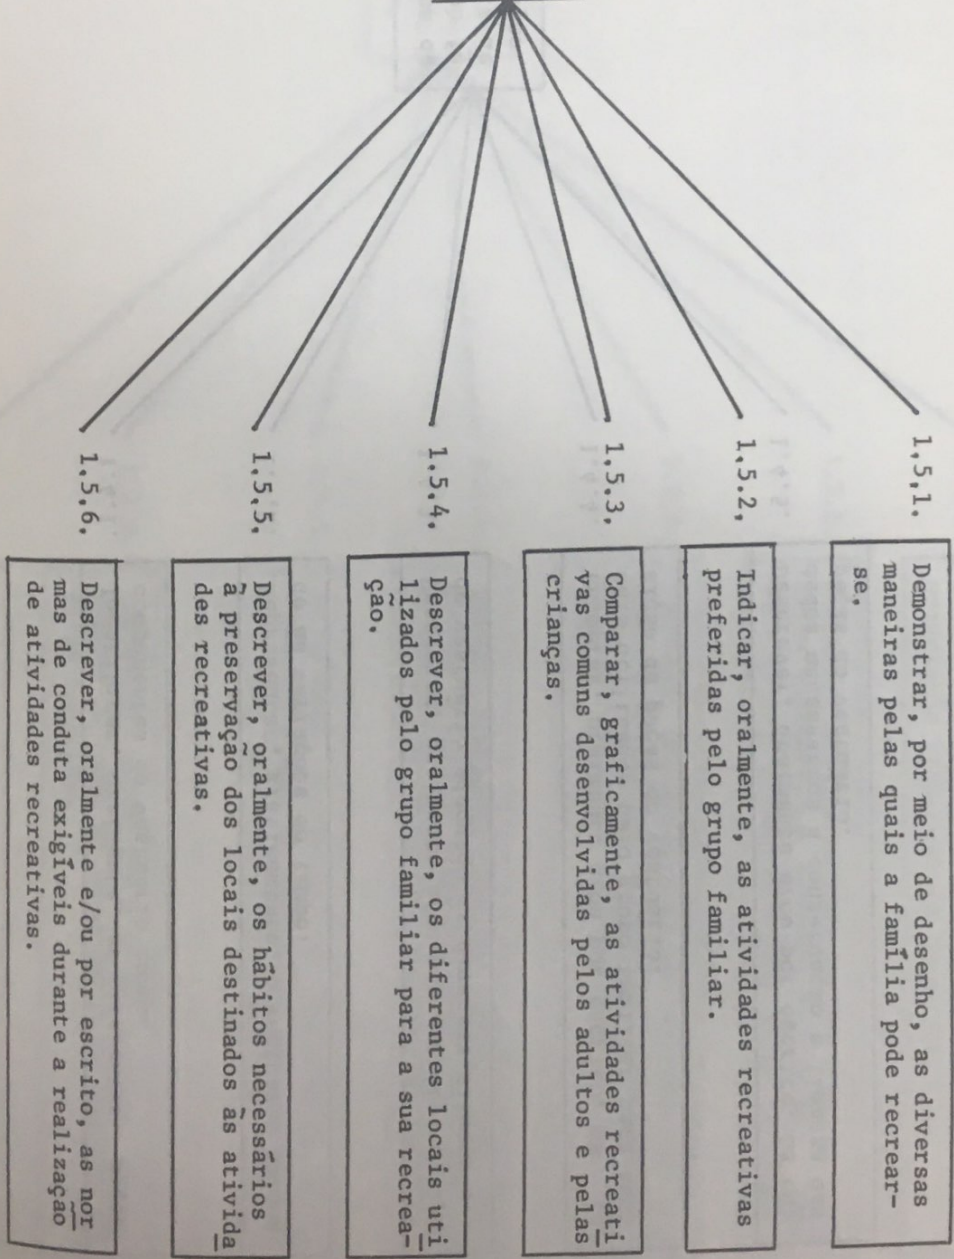 1.5.1. Demonstrar, por meio de desenho, as diversas
maneiras pelas quais a família pode recrear-
se.
1.5.2. Indicar, oralmente, as atividades recreativas
preferidas pelo grupo familiar.
1.5.3. Comparar, graficamente, as atividades recreati
vas comuns desenvolvidas pelos adultos e pelas
crianças.
1.5.4. Descrever, oralmente, os diferentes locais uti
lizados pelo grupo familiar para a sua recrea-
ção.
1.5.5. Descrever, oralmente, os hábitos necessários
à preservação dos locais destinados às ativida
des recreativas.
1.5.6. Descrever, oralmente e/ou por escrito, as nor
mas de conduta exigíveis durante a realização
de atividades recreativas.